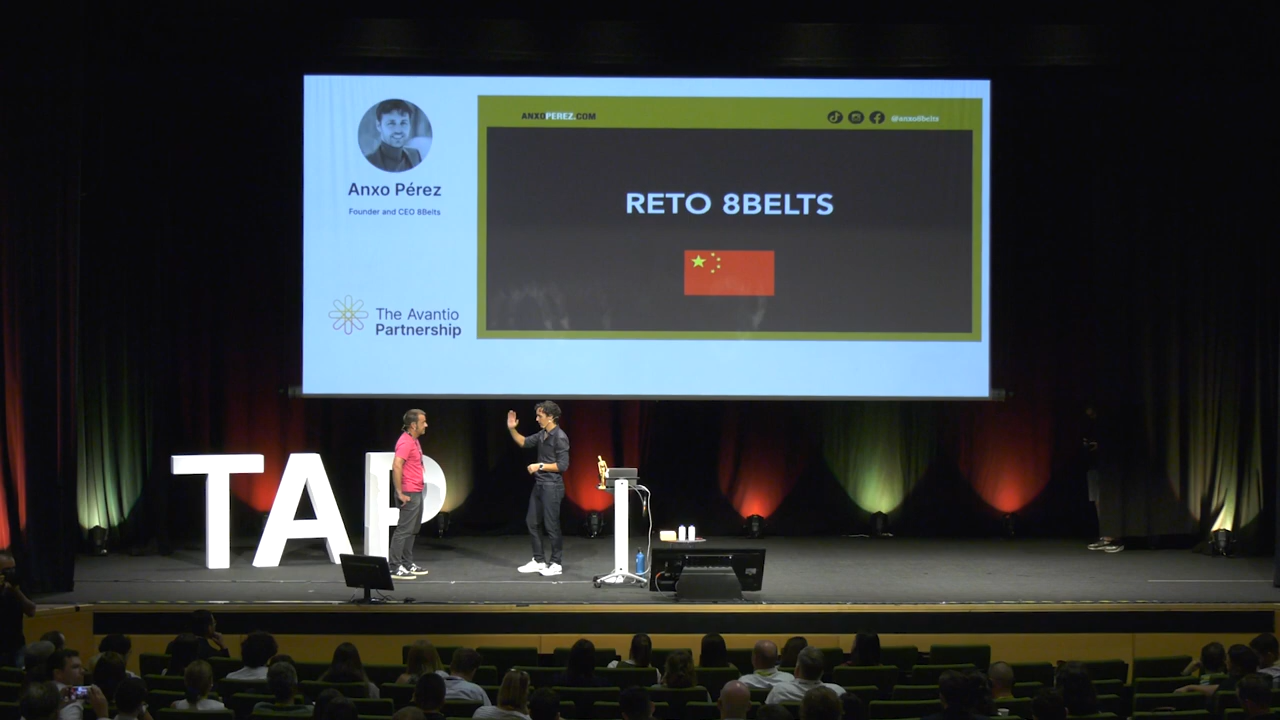 Anxo Pérez
Founder and CEO 8Belts
The Avantio
Partnership
ANXOPEREZ.COM
@anxo8belts
RETO 8BELTS
TAP